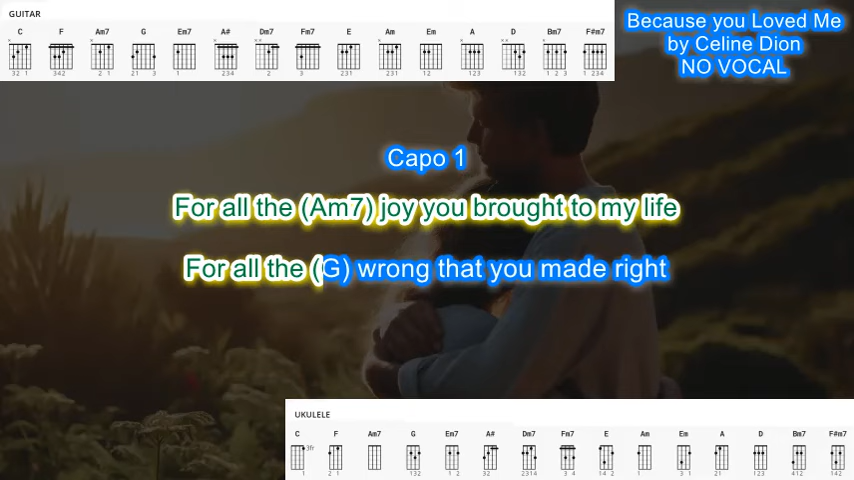 GUITAR
C F Am7 G Em7 A# Dm7 Fm7 E Am Em A D Bm7 F#m7
Because you Loved Me
by Celine Dion
NO VOCAL
Capo 1
For all the (Am7) joy you brought to my life
For all the (G) wrong that you made right
UKULELE
C F Am7 G Em7 A# Dm7 Fm7 E Am Em A D Bm7 F#m7
3fr